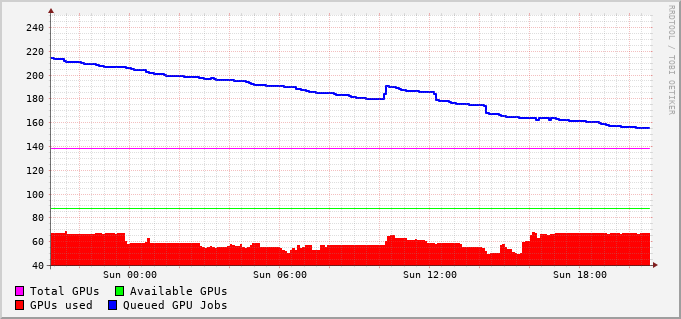 RRDTOOL / TOBI OETIKER
240
220
200
180
160
140
120
100
80
60
40
Sun 00:00 Sun 06:00 Sun 12:00 Sun 18:00
Total GPUs Available GPUs
GPUs used Queued GPU Jobs